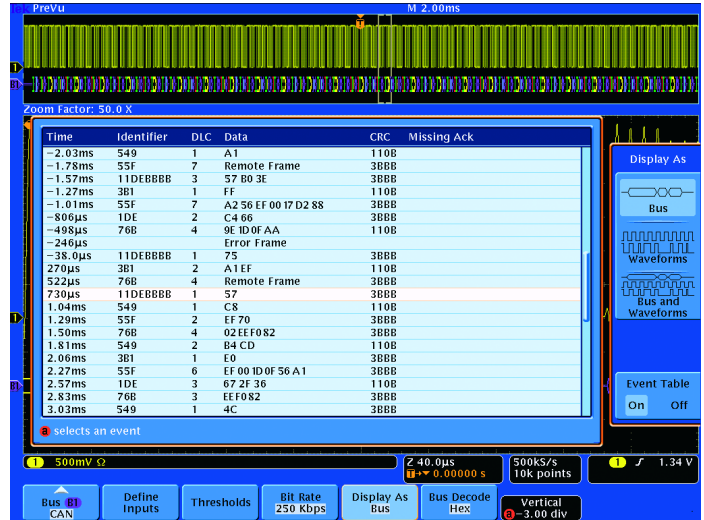 Tek PreVu M 2.00ms
T
1
B1
Zoom Factor: 50.0 X
Time Identifier DLC Data CRC Missing Ack
−2.03ms 549 1 A1 110B
−1.78ms 55F 7 Remote Frame 3BBB
−1.57ms 11DEBBBB 3 57 B0 3E 3BBB
−1.27ms 3B1 1 FF 110B
−1.01ms 55F 7 A2 56 EF 00 17 D2 88 3BBB
−806µs 1DE 2 C4 66 3BBB
−498µs 76B 4 9E 1D 0F AA 110B
−246µs Error Frame
−38.0µs 11DEBBBB 1 75 3BBB
270µs 3B1 2 A1 EF 110B
522µs 76B 4 Remote Frame 3BBB
730µs 11DEBBBB 1 57 3BBB
1.04ms 549 1 C8 110B
1.29ms 55F 2 EF 70 3BBB
1.50ms 76B 4 02 EE F0 82 3BBB
1.81ms 549 2 B4 CD 110B
2.06ms 3B1 1 E0 3BBB
2.27ms 55F 6 EF 00 1D 0F 56 A1 3BBB
2.57ms 1DE 3 67 2F 36 110B
2.83ms 76B 3 EE F0 82 3BBB
3.03ms 549 1 4C 3BBB
a selects an event
Display As
Bus
Waveforms
Bus and
Waveforms
Event Table
On Off
1
B1
1 500mV Ω
Z 40.0µs
T→▼ 0.00000 s
500kS/s
10k points
1 1.34 V
Bus B1
CAN
Define
Inputs
Thresholds
Bit Rate
250 Kbps
Display As
Bus
Bus Decode
Hex
Vertical
a −3.00 div